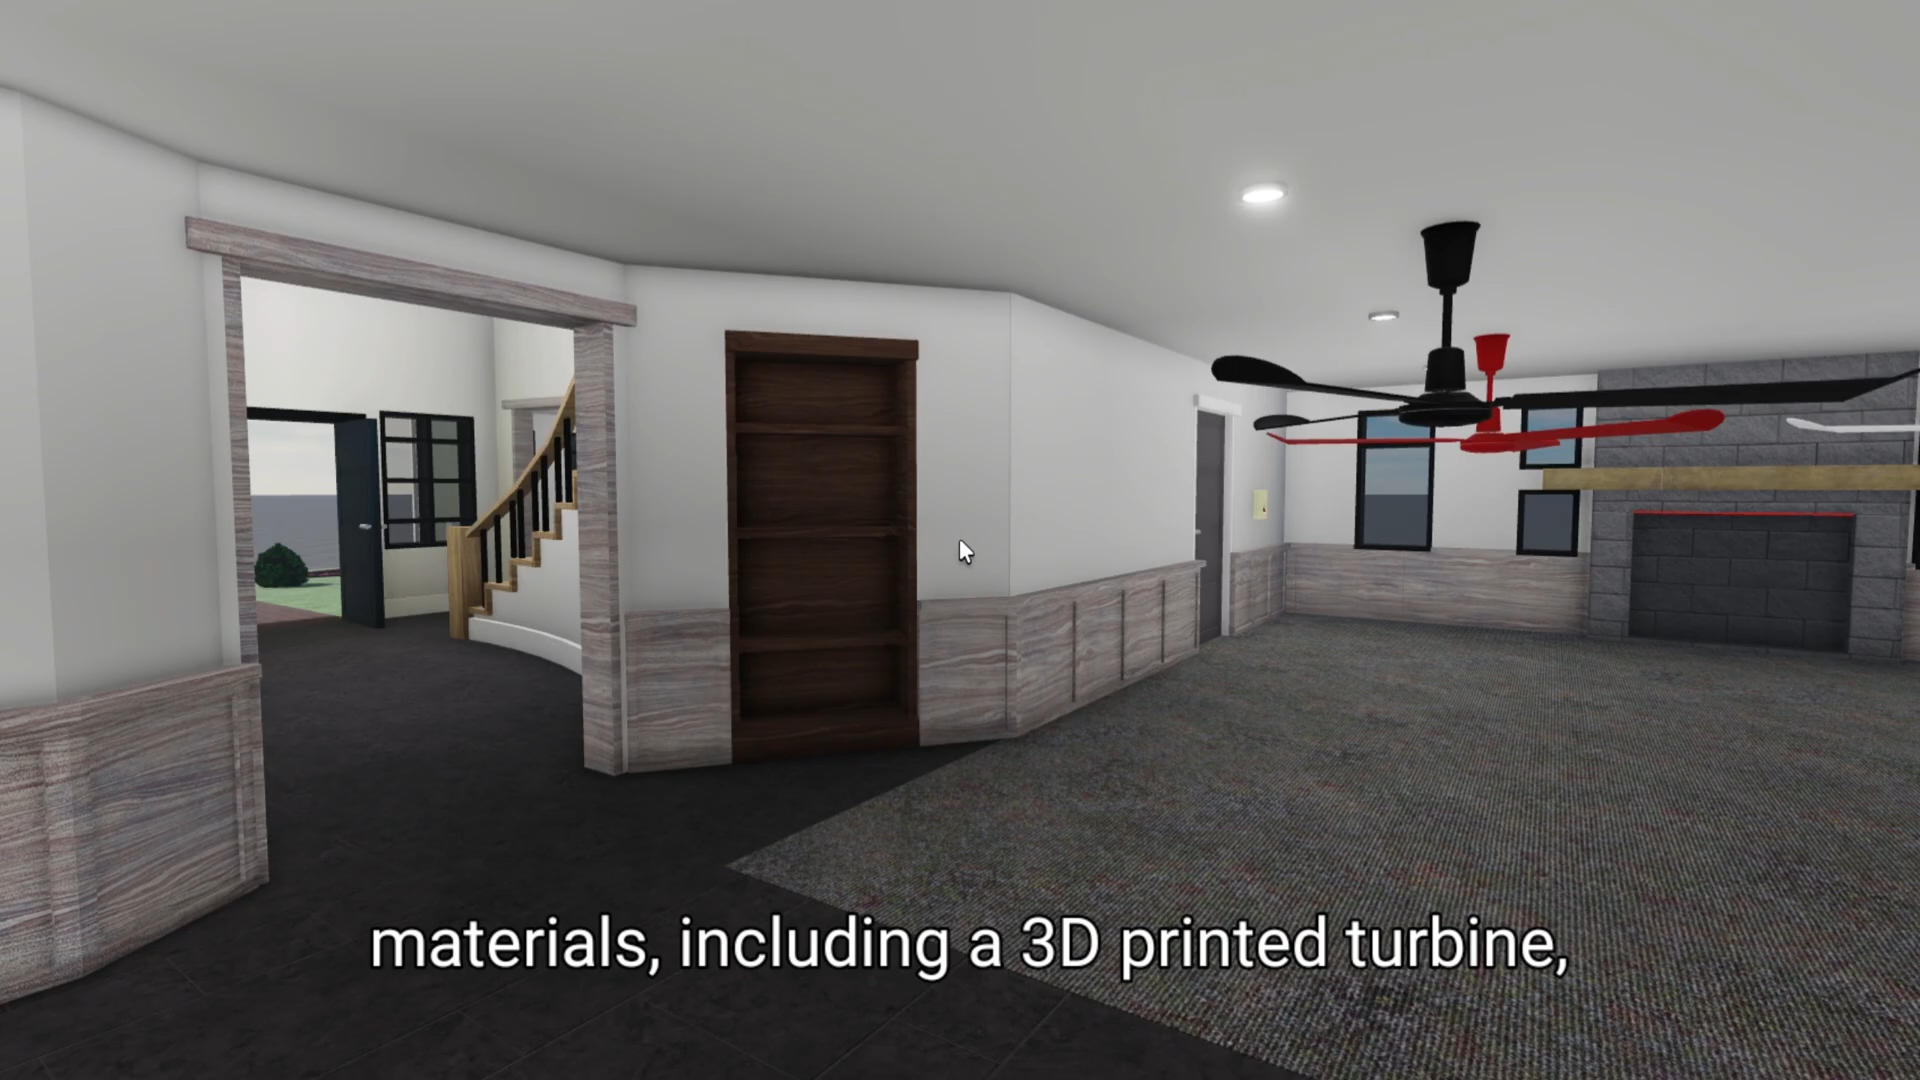 materials, including a 3D printed turbine,